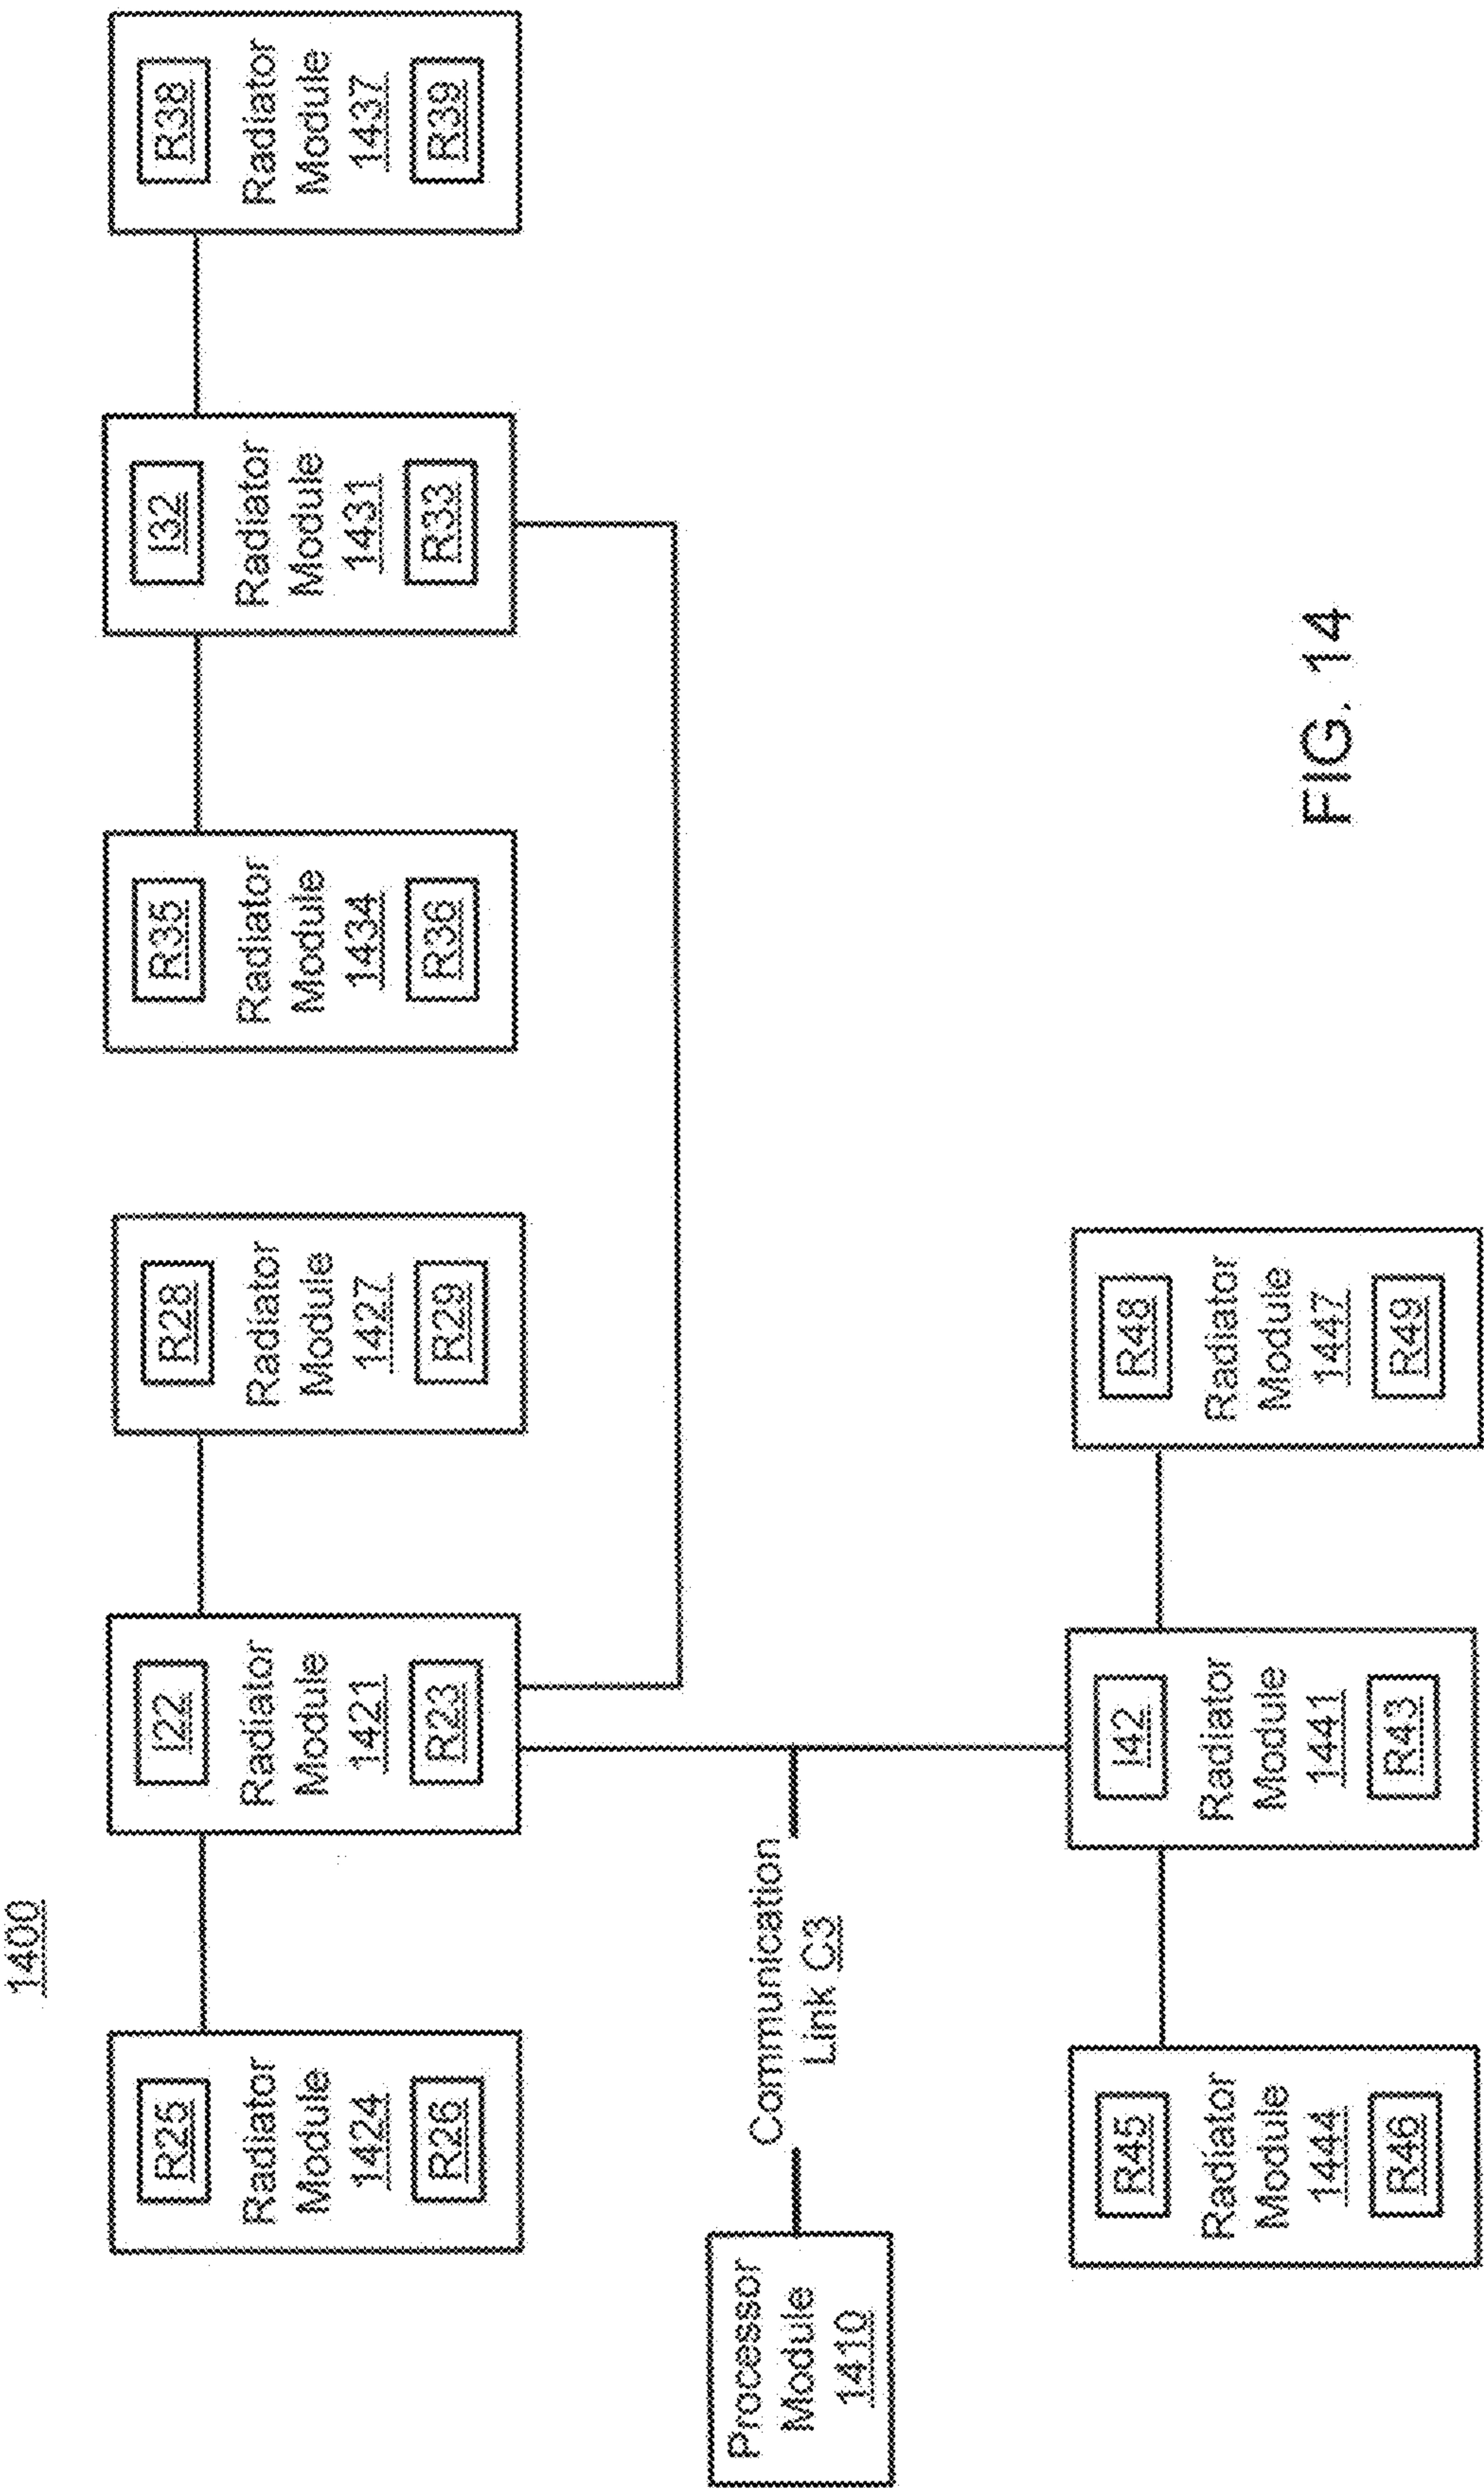 1400
R25
Radiator
Module
1424
R26
I22
Radiator
Module
1421
R23
R28
Radiator
Module
1427
R29
R35
Radiator
Module
1434
R36
I32
Radiator
Module
1431
R33
R38
Radiator
Module
1437
R39
Processor
Module
1410
Communication
Link C3
R45
Radiator
Module
1444
R46
I42
Radiator
Module
1441
R43
R48
Radiator
Module
1447
R49
FIG. 14